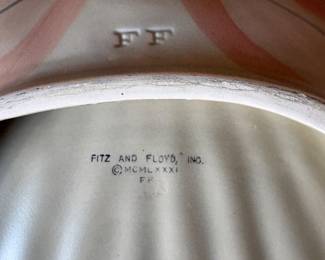 FF
FITZ AND FLOYD, INC.
©MCMLXXXI
FF